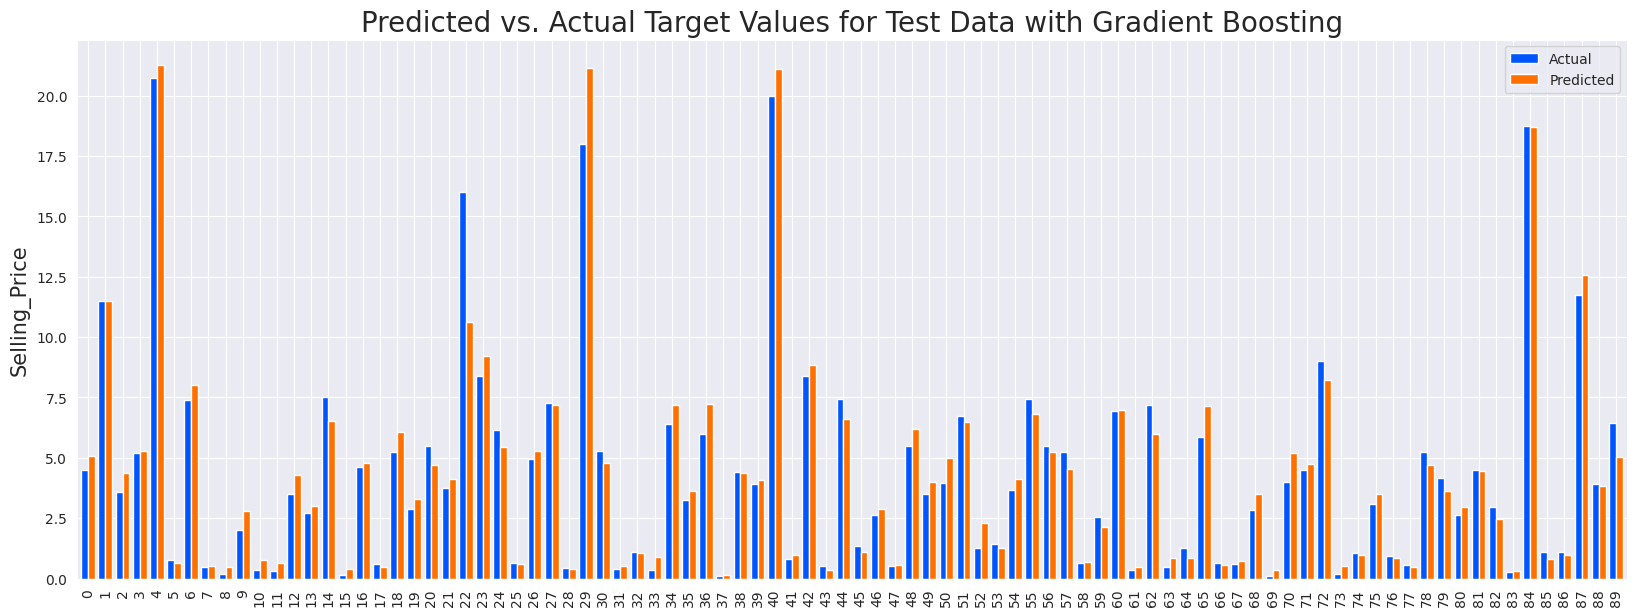 Predicted vs. Actual Target Values for Test Data with Gradient Boosting
Actual
Predicted
Selling_Price
20.0
17.5
15.0
12.5
10.0
7.5
5.0
2.5
0.0
0 1 2 3 4 5 6 7 8 9 10 11 12 13 14 15 16 17 18 19 20 21 22 23 24 25 26 27 28 29 30 31 32 33 34 35 36 37 38 39 40 41 42 43 44 45 46 47 48 49 50 51 52 53 54 55 56 57 58 59 60 61 62 63 64 65 66 67 68 69 70 71 72 73 74 75 76 77 78 79 80 81 82 83 84 85 86 87 88 89